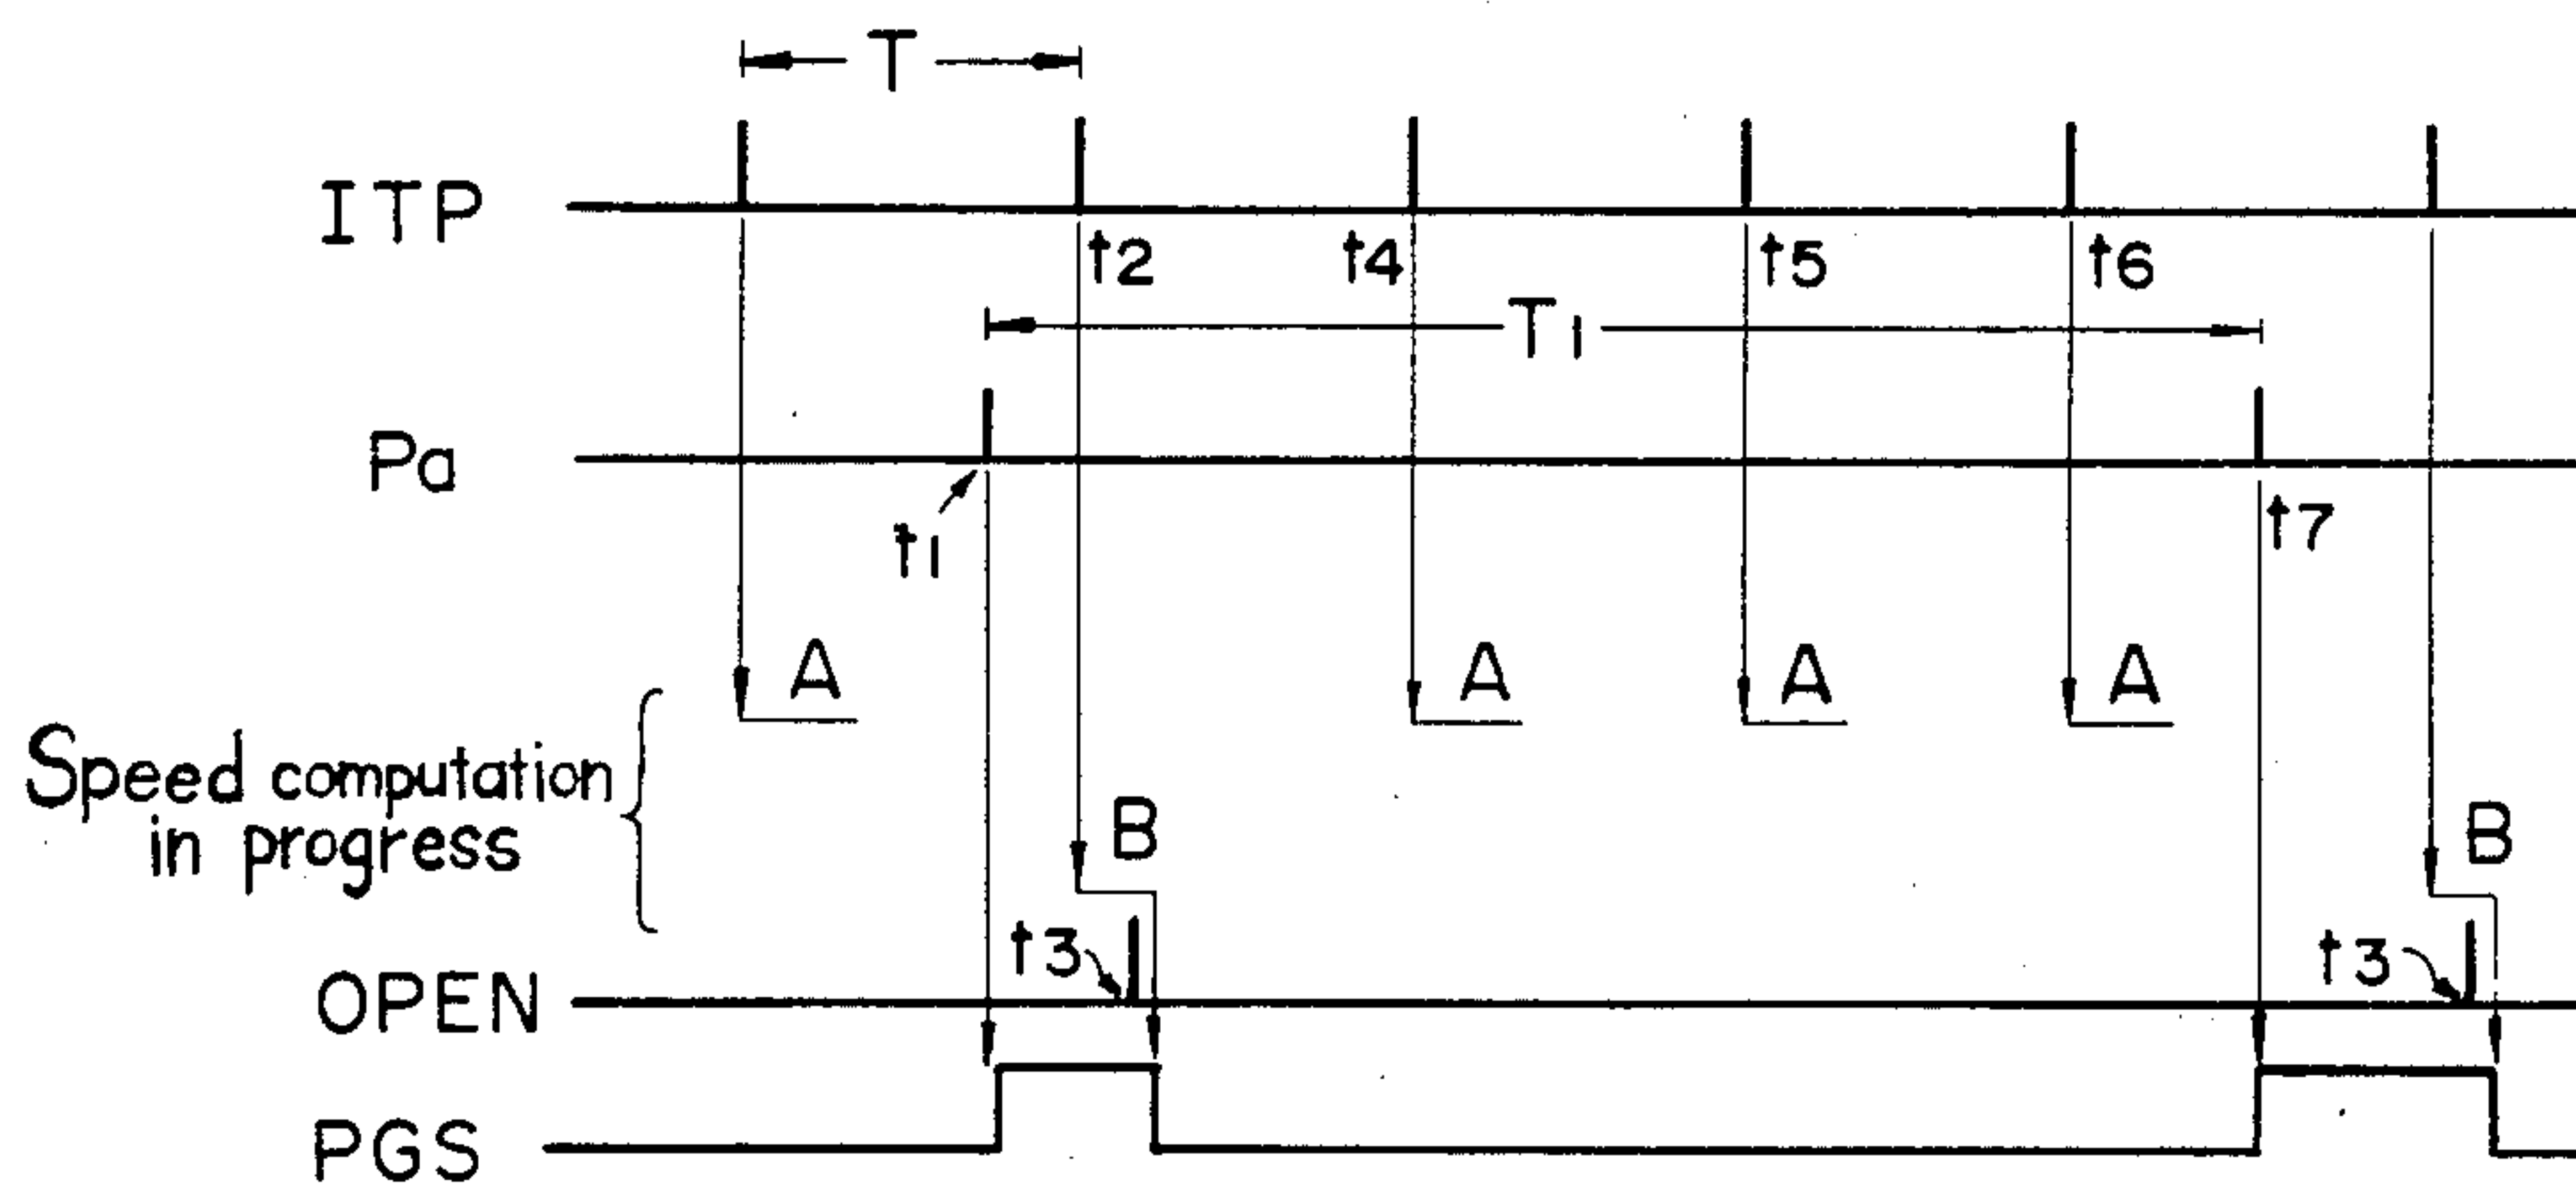 T
ITP
t2
t4
t5
t6
T1
Pa
t1
t7
A
A
A
A
Speed computation
in progress
B
B
t3
t3
OPEN
PGS